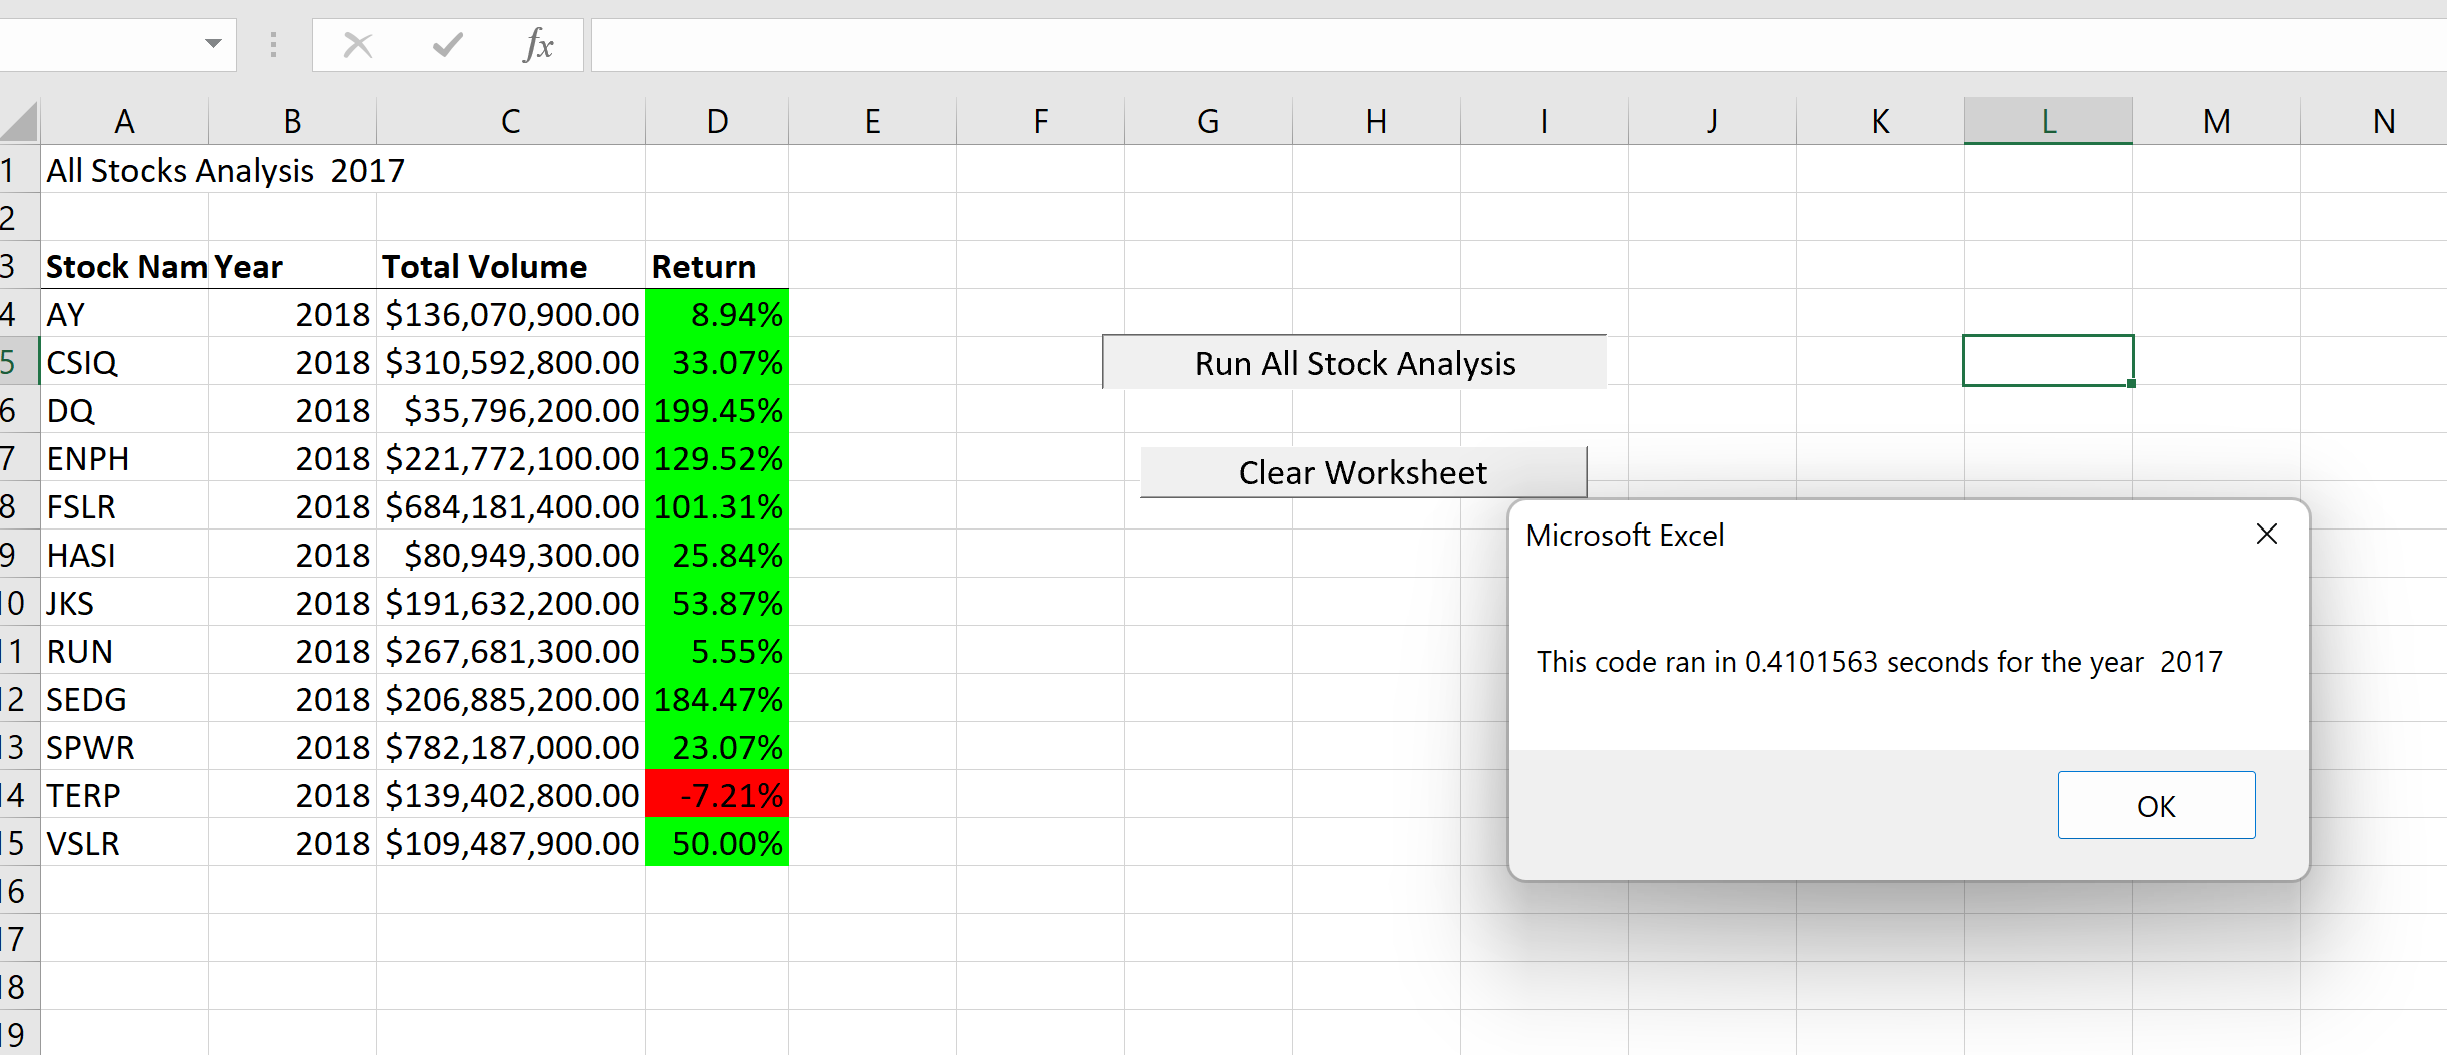 fx
A B C D E F G H I J K L M N
1 All Stocks Analysis  2017
2
3 Stock Nam Year Total Volume Return
4 AY 2018 $136,070,900.00 8.94%
5 CSIQ 2018 $310,592,800.00 33.07%
Run All Stock Analysis
6 DQ 2018 $35,796,200.00 199.45%
7 ENPH 2018 $221,772,100.00 129.52%
Clear Worksheet
8 FSLR 2018 $684,181,400.00 101.31%
9 HASI 2018 $80,949,300.00 25.84%
10 JKS 2018 $191,632,200.00 53.87%
11 RUN 2018 $267,681,300.00 5.55%
12 SEDG 2018 $206,885,200.00 184.47%
13 SPWR 2018 $782,187,000.00 23.07%
14 TERP 2018 $139,402,800.00 -7.21%
15 VSLR 2018 $109,487,900.00 50.00%
16
17
18
19
Microsoft Excel
This code ran in 0.4101563 seconds for the year  2017
OK